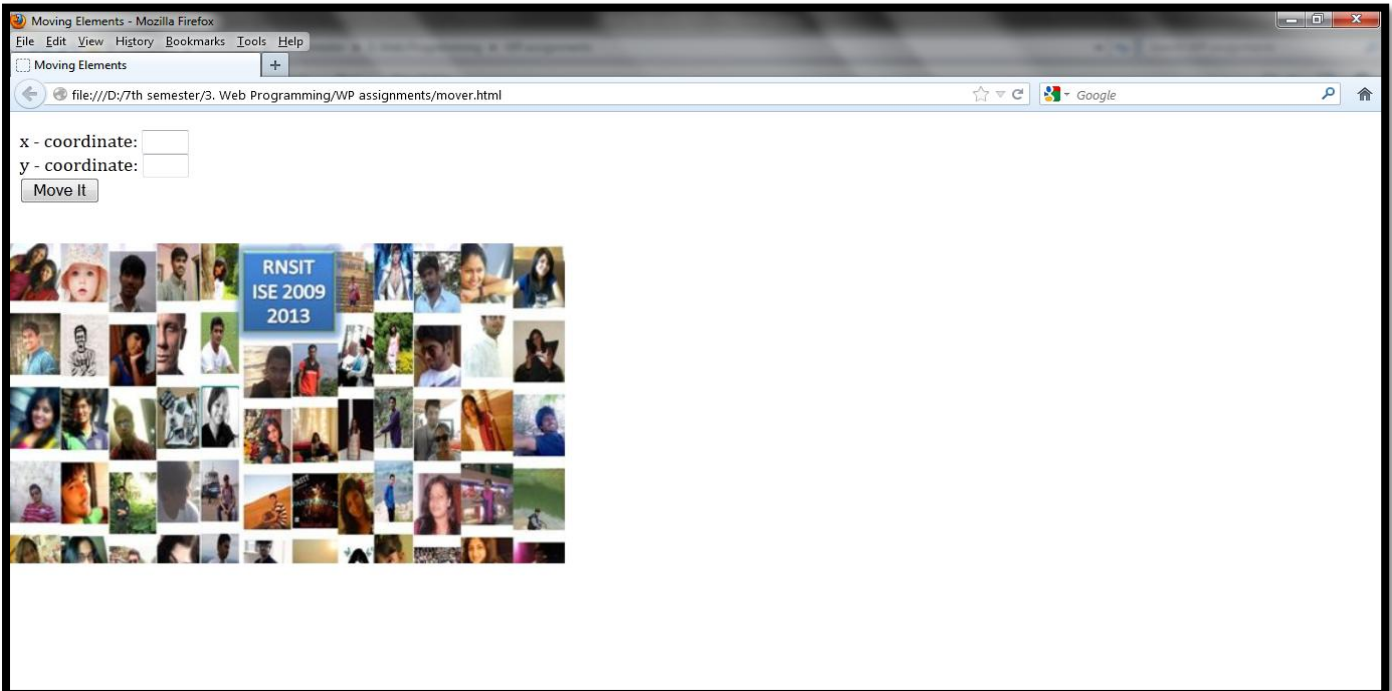 Moving Elements - Mozilla Firefox
File Edit View History Bookmarks Tools Help
Moving Elements +
file:///D:/7th semester/3. Web Programming/WP assignments/mover.html Google
x - coordinate:
y - coordinate:
Move It
RNSIT
ISE 2009
2013